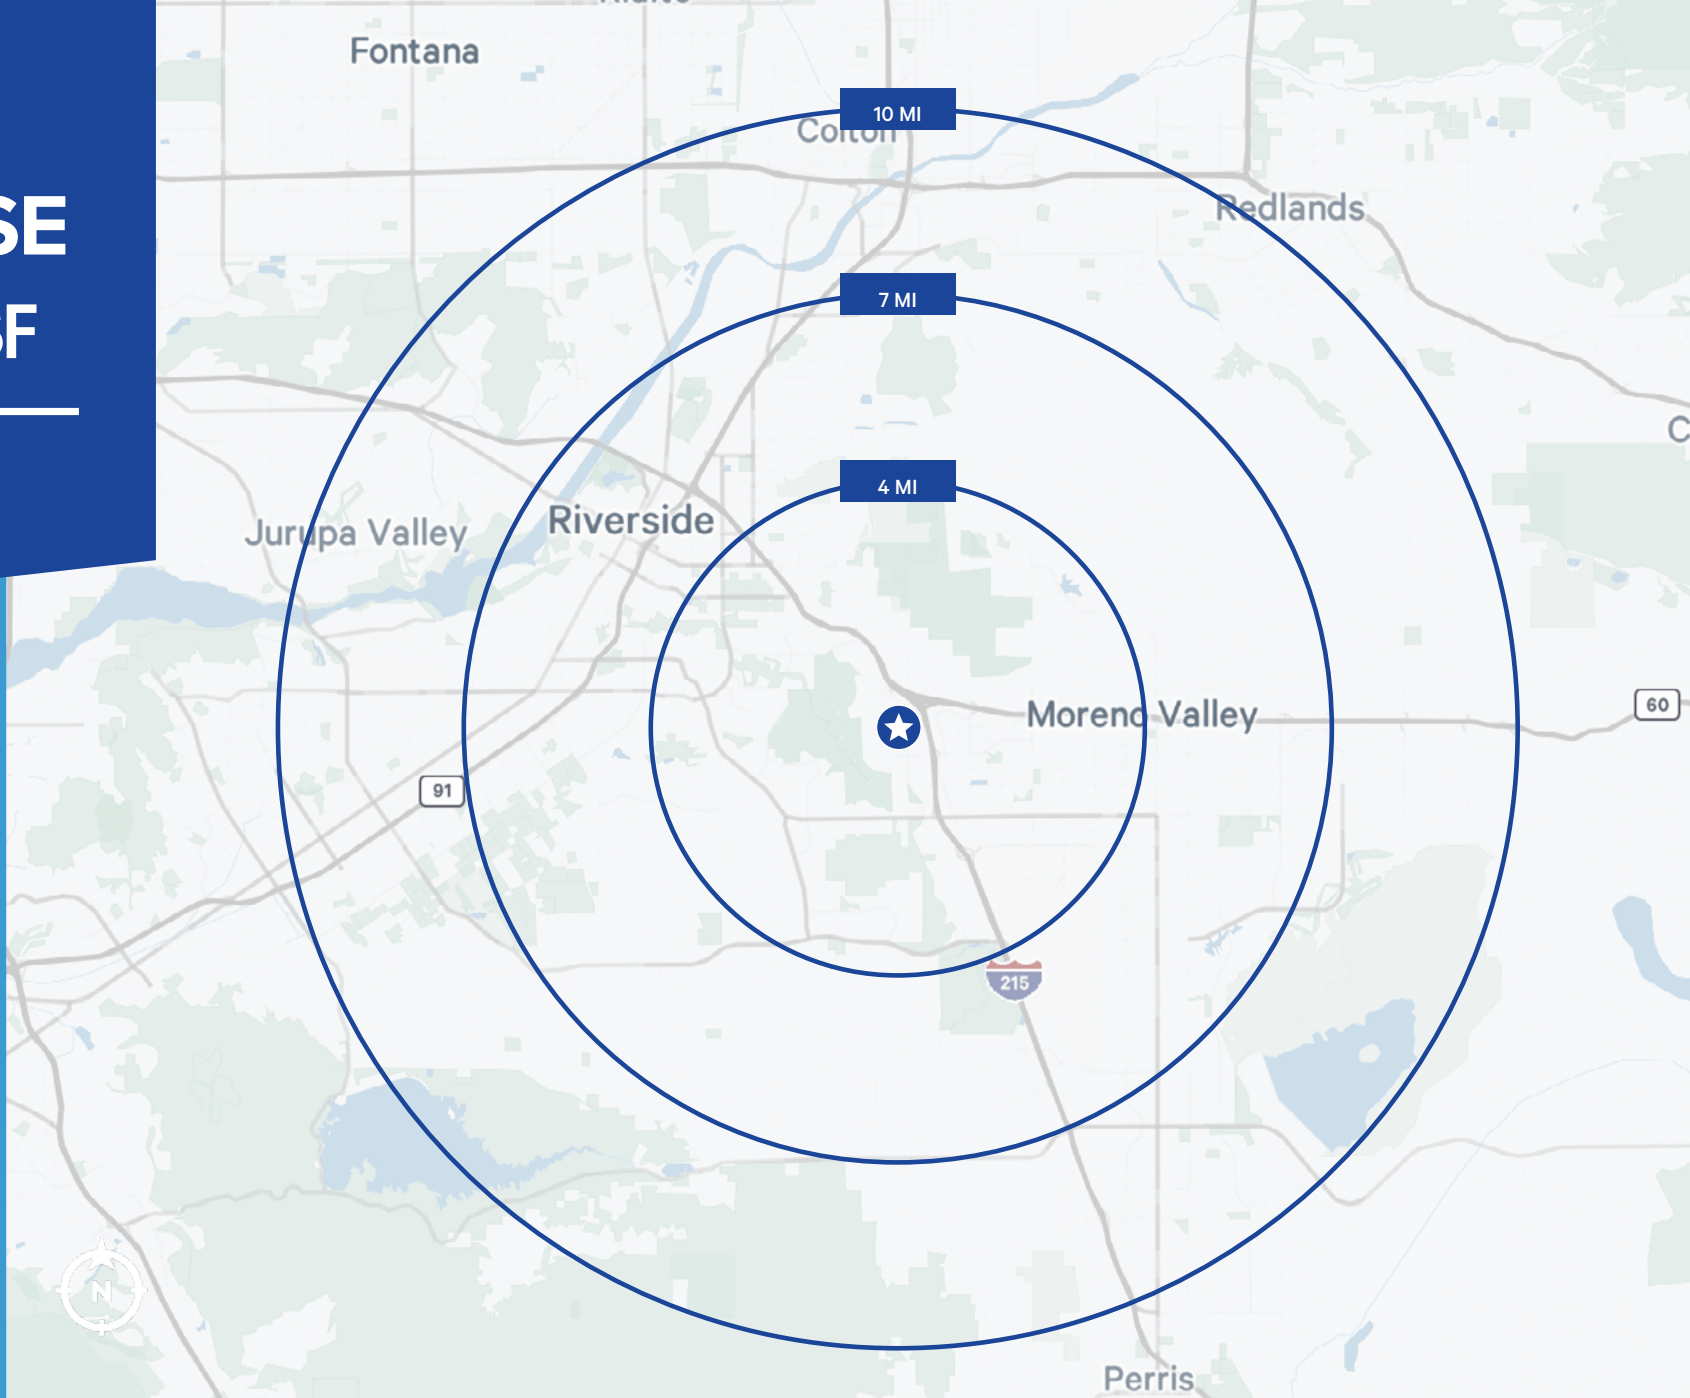 Fontana
10 MI
Colton
SE
Redlands
7 MI
SF
C
4 MI
Riverside
Jurupa Valley
60
Moreno Valley
91
215
N
Perris